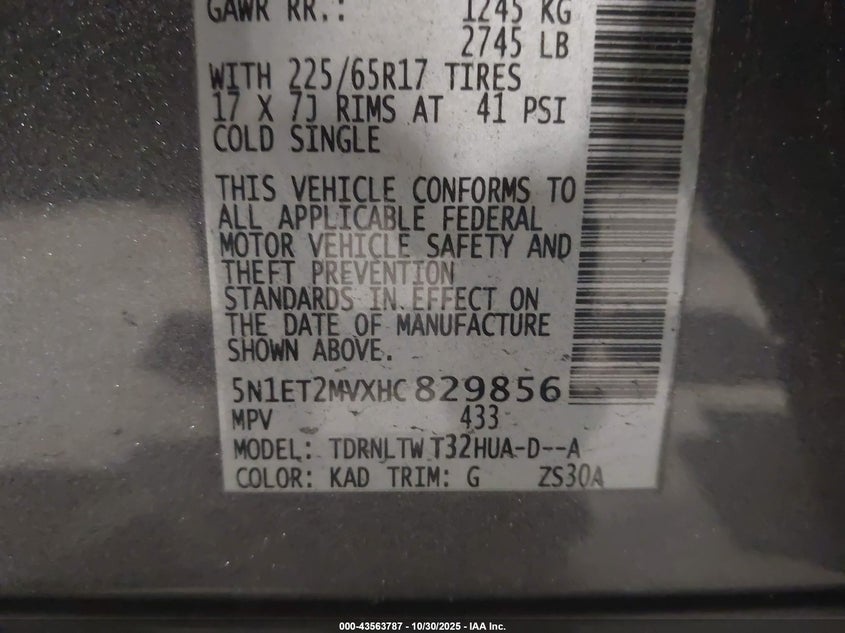 GAWR RR.: 1245 KG
2745 LB
WITH 225/65R17 TIRES
17 X 7J RIMS AT 41 PSI
COLD SINGLE
THIS VEHICLE CONFORMS TO
ALL APPLICABLE FEDERAL
MOTOR VEHICLE SAFETY AND
THEFT PREVENTION
STANDARDS IN EFFECT ON
THE DATE OF MANUFACTURE
SHOWN ABOVE.
5N1ET2MVXHC829856
MPV 433
MODEL: TDRNLTW T32HUA-D--A
COLOR: KAD TRIM: G ZS30A
000-43563787 - 10/30/2025 - IAA Inc.